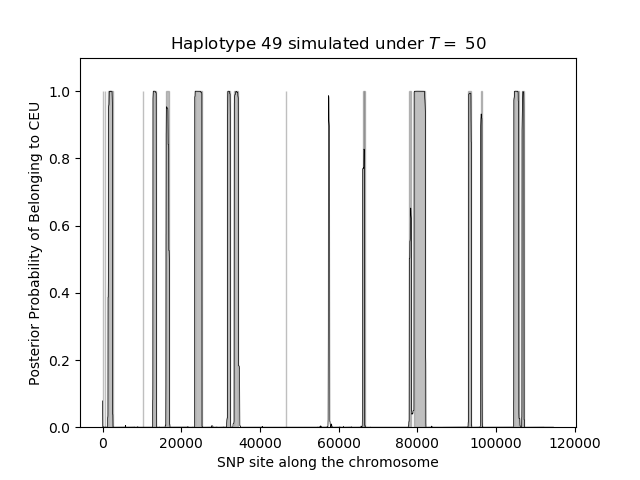 Haplotype 49 simulated under T = 50
Posterior Probability of Belonging to CEU
1.0
0.8
0.6
0.4
0.2
0.0
0 20000 40000 60000 80000 100000 120000
SNP site along the chromosome